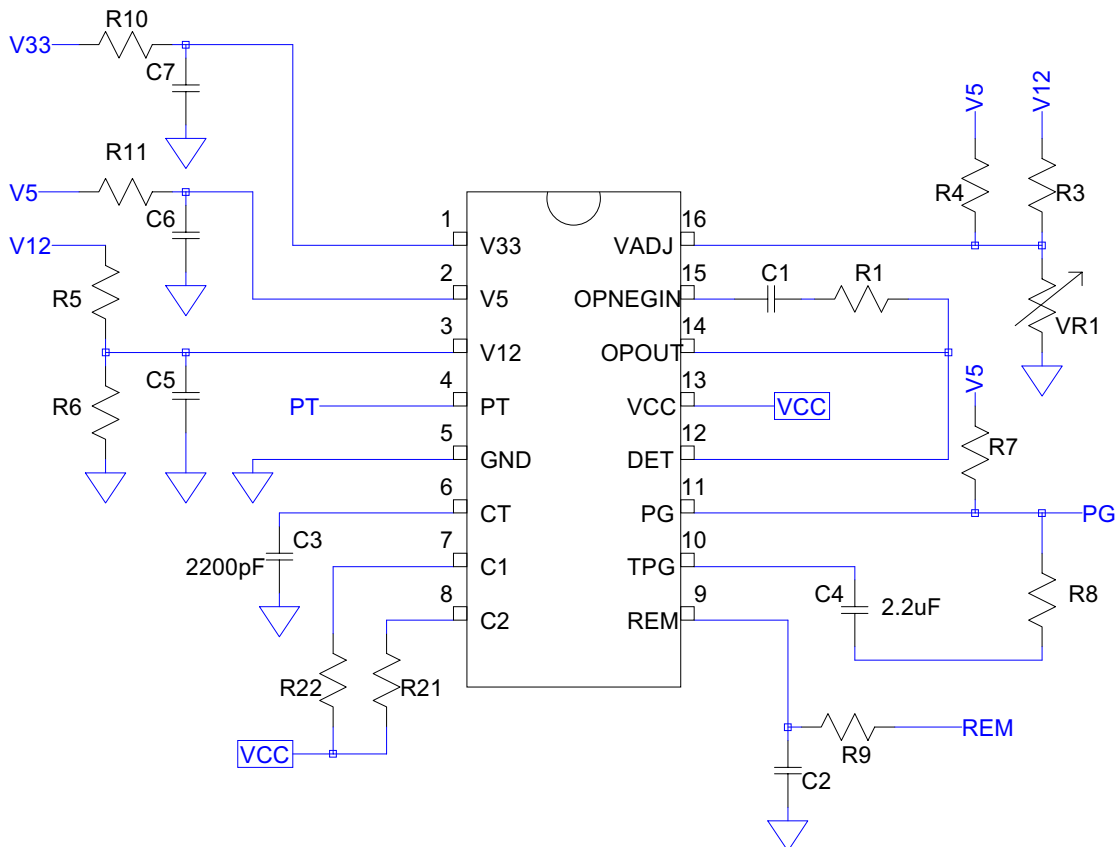 R10
V33
C7
V5
V12
R11
V5
C6
R4
R3
V12
1
16
V33
VADJ
2
15
C1
R1
R5
V5
OPNEGIN
VR1
3
14
V12
OPOUT
C5
V5
R6
4
13
PT
PT
VCC
VCC
5
12
R7
GND
DET
6
11
CT
PG
PG
C3
2200pF
7
10
C1
TPG
C4
2.2uF
R8
8
9
C2
REM
R22
R21
VCC
REM
R9
C2